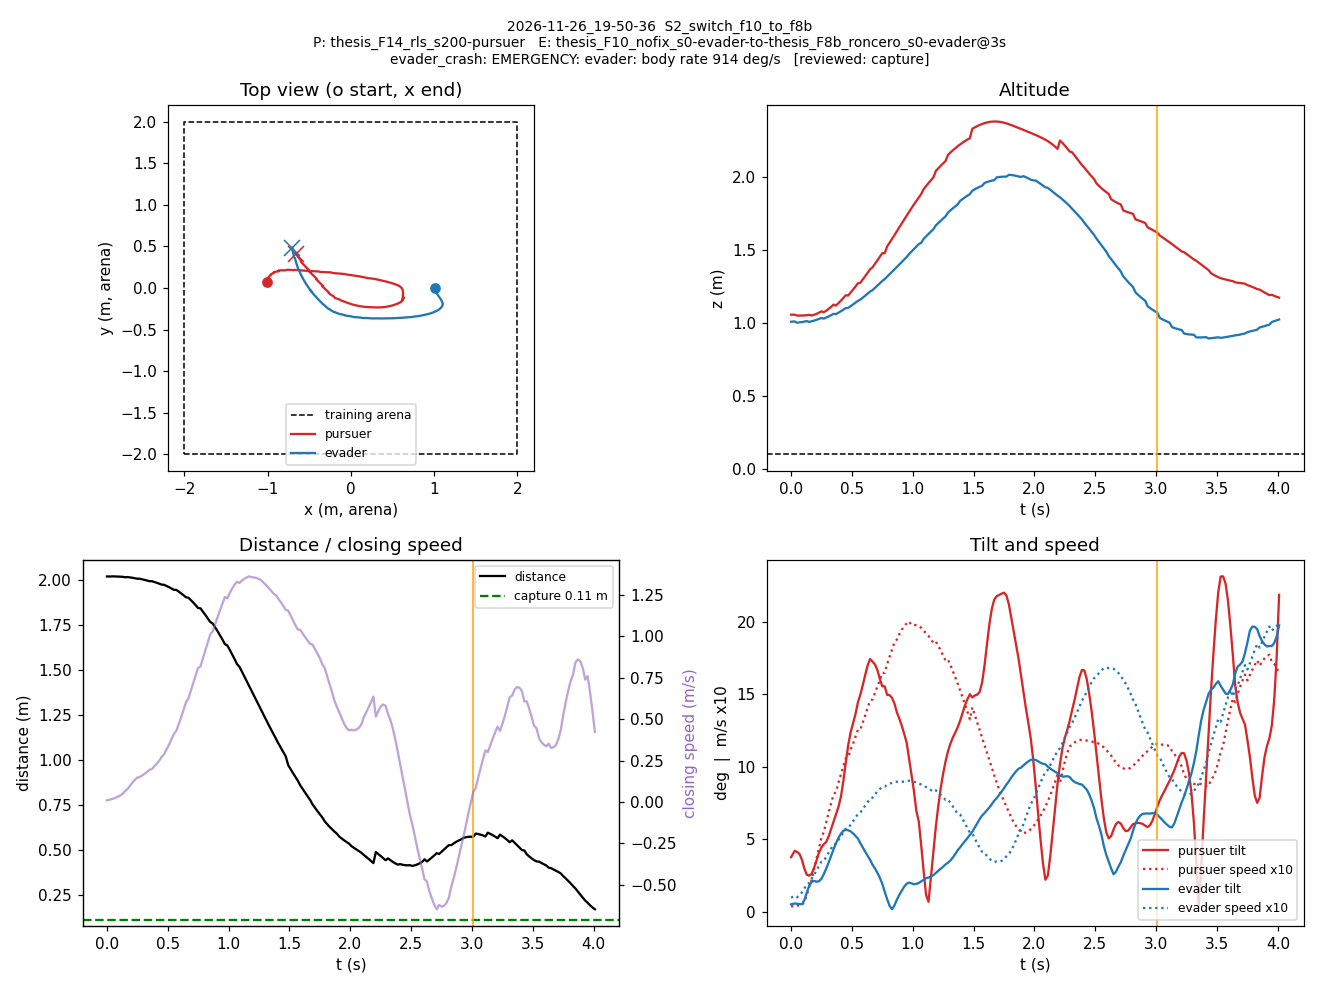 2026-11-26_19-50-36  S2_switch_f10_to_f8b
P: thesis_F14_rls_s200-pursuer   E: thesis_F10_nofix_s0-evader-to-thesis_F8b_roncero_s0-evader@3s
evader_crash: EMERGENCY: evader: body rate 914 deg/s   [reviewed: capture]
Top view (o start, x end)
2.0
1.5
1.0
0.5
0.0
−0.5
−1.0
−1.5
−2.0
y (m, arena)
training arena
pursuer
evader
−2
−1
0
1
2
x (m, arena)
Altitude
2.0
1.5
1.0
0.5
0.0
z (m)
0.0
0.5
1.0
1.5
2.0
2.5
3.0
3.5
4.0
t (s)
Distance / closing speed
2.00
1.75
1.50
1.25
1.00
0.75
0.50
0.25
distance (m)
distance
capture 0.11 m
1.25
1.00
0.75
0.50
0.25
0.00
−0.25
−0.50
closing speed (m/s)
0.0
0.5
1.0
1.5
2.0
2.5
3.0
3.5
4.0
t (s)
Tilt and speed
20
15
10
5
0
deg  |  m/s x10
pursuer tilt
pursuer speed x10
evader tilt
evader speed x10
0.0
0.5
1.0
1.5
2.0
2.5
3.0
3.5
4.0
t (s)